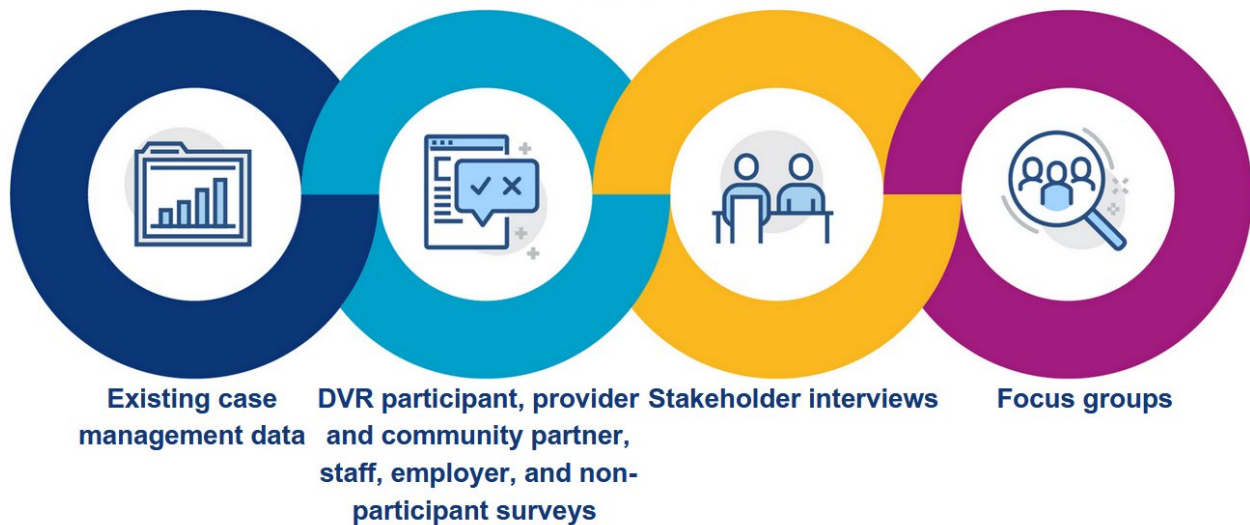 Existing case
management data
DVR participant, provider
and community partner,
staff, employer, and non-
participant surveys
Stakeholder interviews
Focus groups